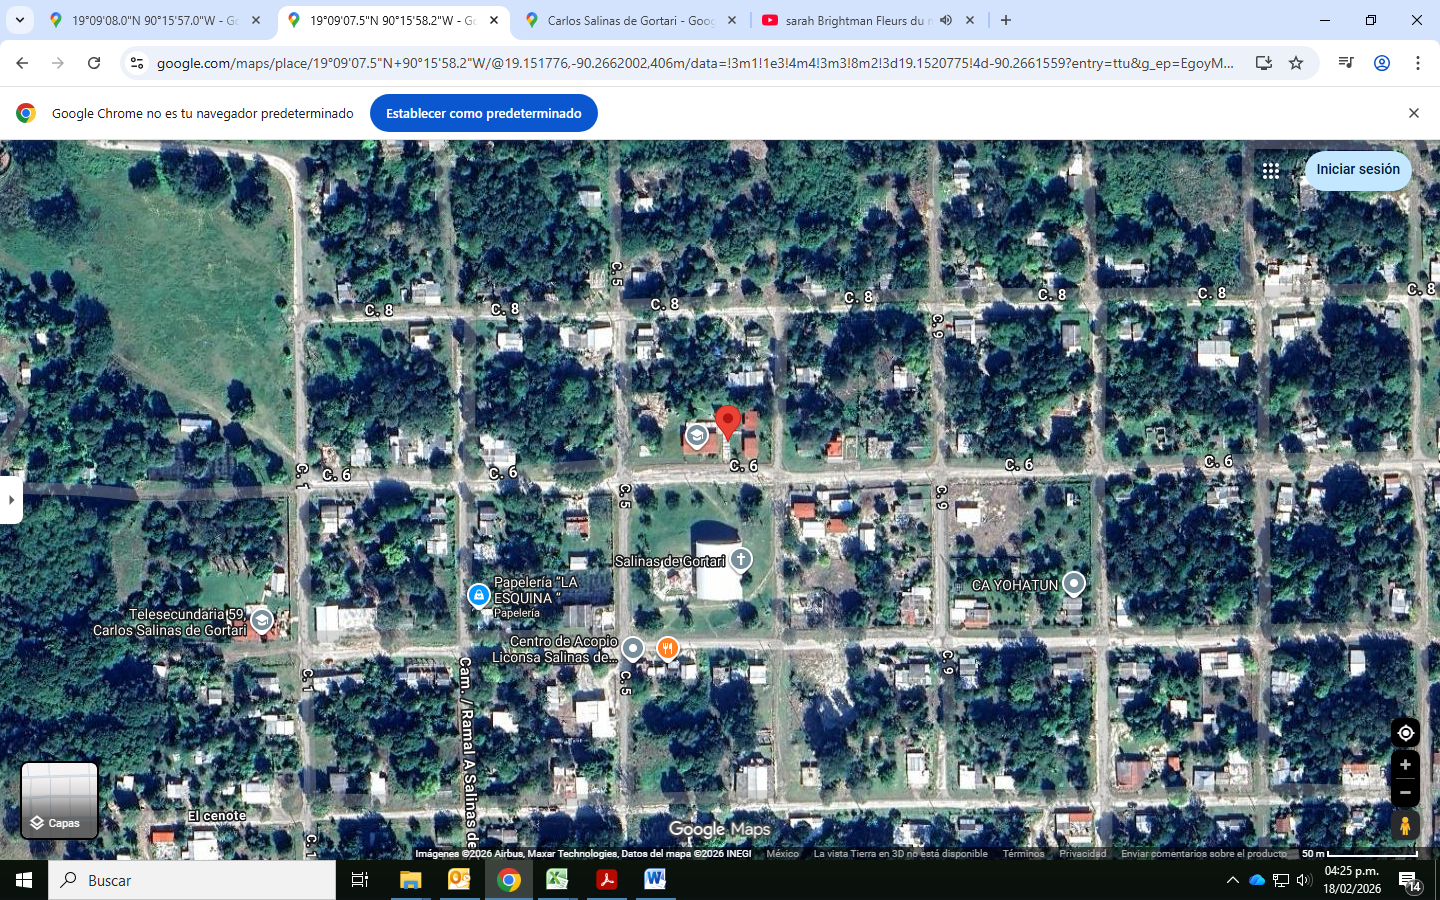 19°09'08.0"N 90°15'57.0"W - Go
19°09'07.5"N 90°15'58.2"W - Go
Carlos Salinas de Gortari - Goog
sarah Brightman Fleurs du m
google.com/maps/place/19°09'07.5"N+90°15'58.2"W/@19.151776,-90.2662002,406m/data=!3m1!1e3!4m4!3m3!8m2!3d19.1520775!4d-90.2661559?entry=ttu&g_ep=EgoyM...
Google Chrome no es tu navegador predeterminado
Establecer como predeterminado
Iniciar sesión
C. 5
C. 8
C. 8
C. 8
C. 8
C. 8
C. 8
C. 8
C. 9
C. 1
C. 6
C. 6
C. 6
C. 6
C. 6
C. 5
C. 9
Salinas de Gortari
CA YOHATUN
Papelería "LA
ESQUINA "
Papelería
Telesecundaria 59,
Carlos Salinas de Gortari
Centro de Acopio
Liconsa Salinas de...
C. 1
C. 5
C. 9
Cam. / Ramal A Salinas de
El cenote
C. 1
Capas
Google Maps
Imágenes ©2026 Airbus, Maxar Technologies, Datos del mapa ©2026 INEGI
México
La vista Tierra en 3D no está disponible
Términos
Privacidad
Enviar comentarios sobre el producto
50 m
Buscar
04:25 p.m.
18/02/2026
14